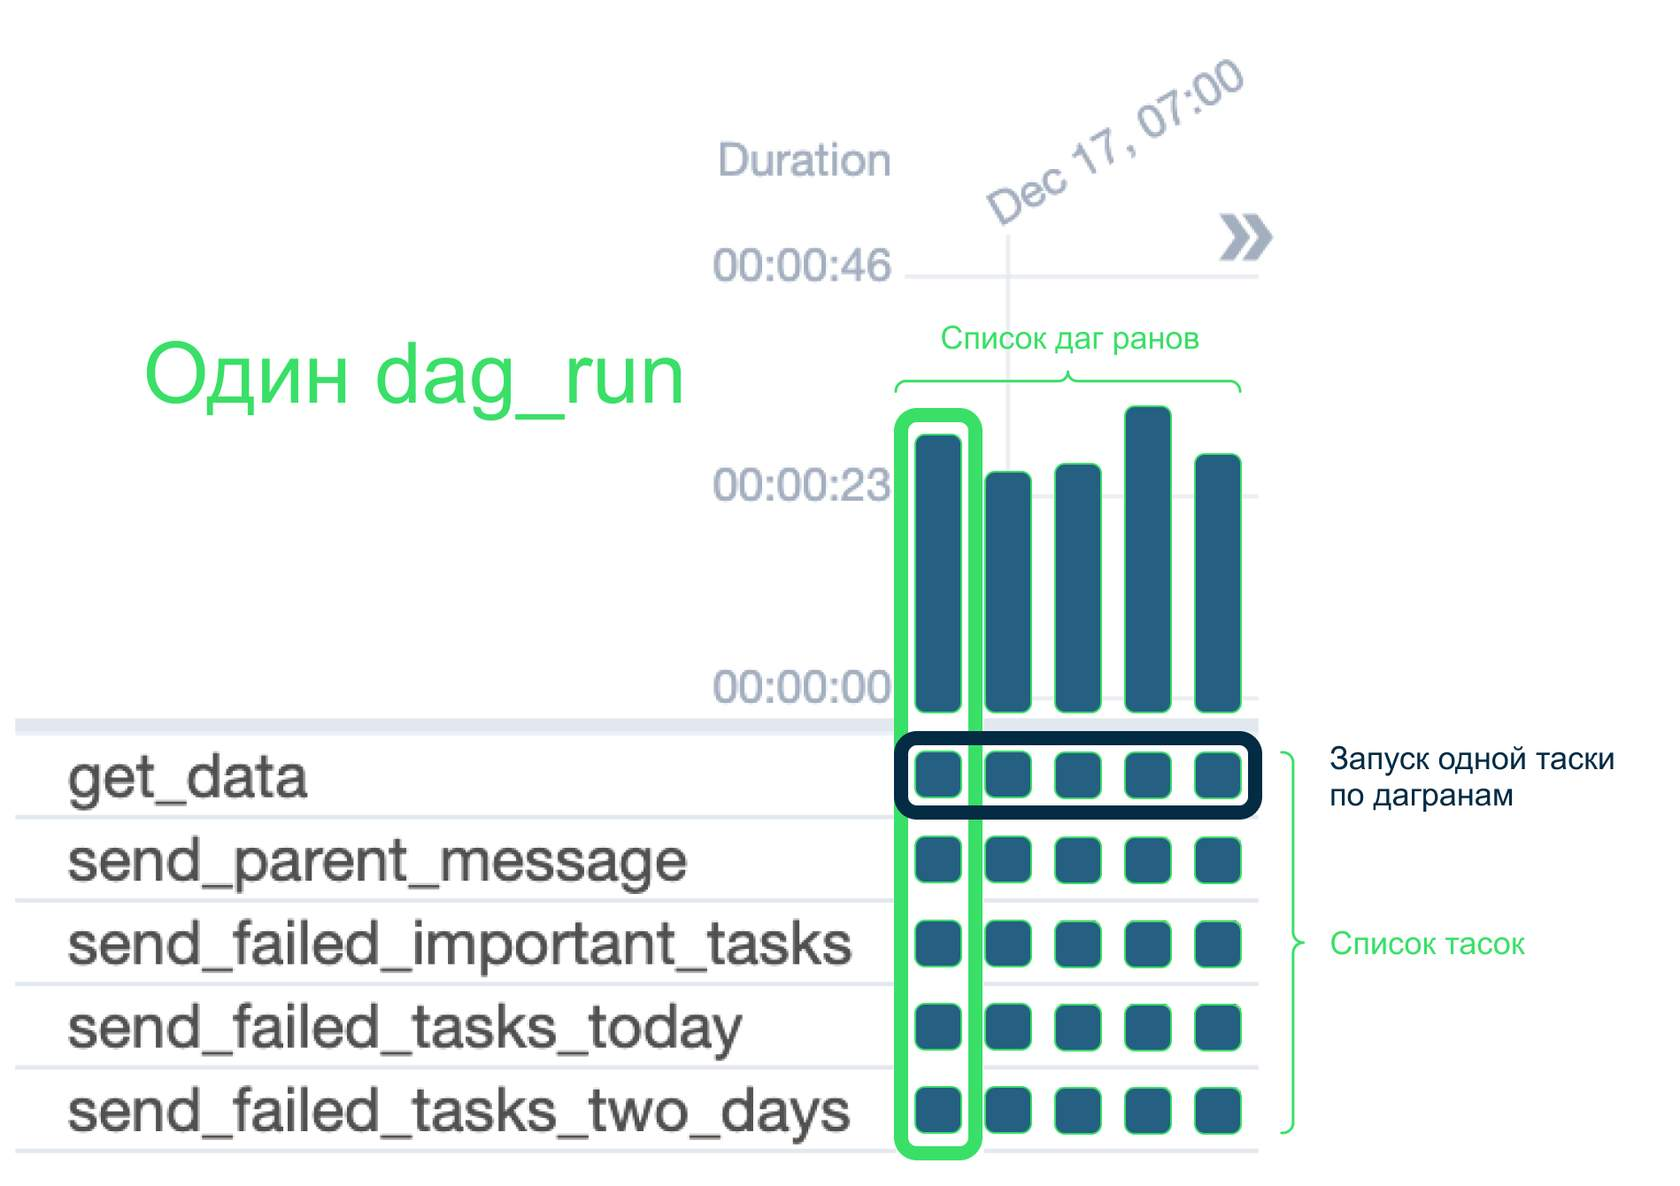 Dec 17, 07:00
Duration
00:00:46
Список даг ранов
Один dag_run
00:00:23
00:00:00
get_data
Запуск одной таски
по дагранам
send_parent_message
send_failed_important_tasks
Список тасок
send_failed_tasks_today
send_failed_tasks_two_days